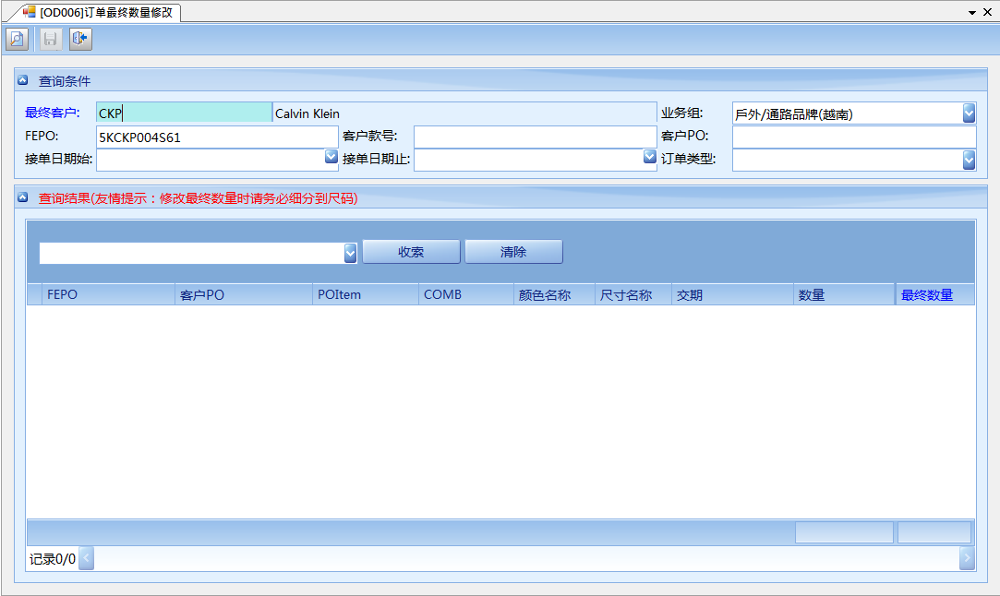 [OD006]订单最终数量修改
查询条件
最终客户: CKP Calvin Klein 业务组: 戶外/通路品牌(越南)
FEPO: 5KCKP004S61 客户款号: 客户PO:
接单日期始: 接单日期止: 订单类型:
查询结果(友情提示：修改最终数量时请务必细分到尺码)
收索 清除
FEPO 客户PO POItem COMB 颜色名称 尺寸名称 交期 数量 最终数量
记录0/0